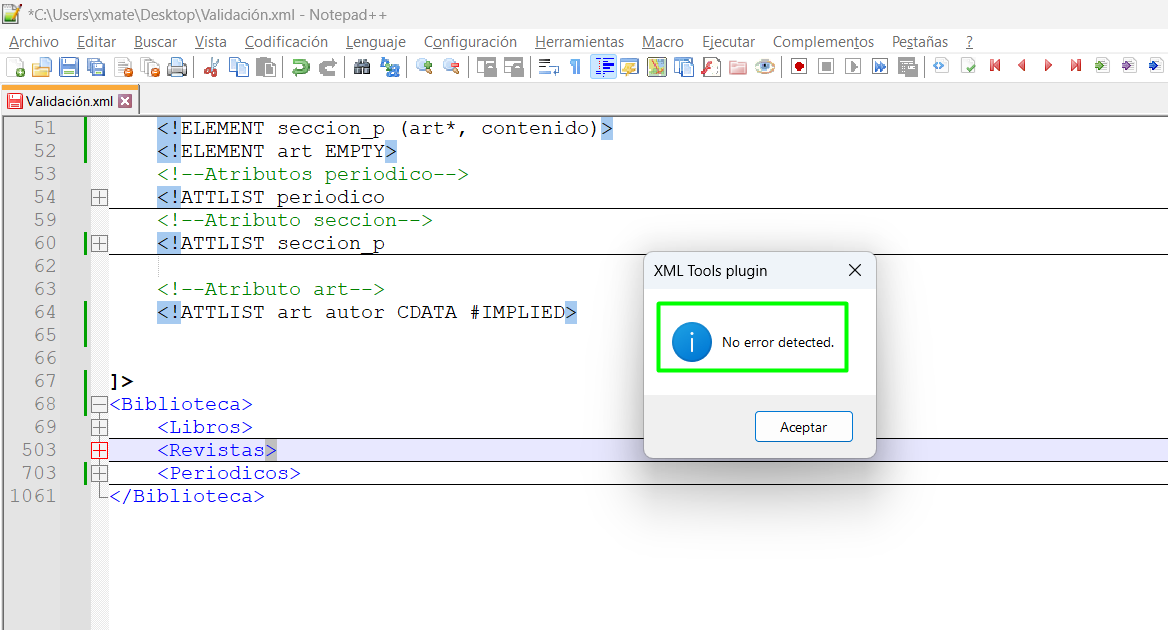 *C:\Users\xmate\Desktop\Validación.xml - Notepad++
Archivo Editar Buscar Vista Codificación Lenguaje Configuración Herramientas Macro Ejecutar Complementos Pestañas ?
Validación.xml
51 <!ELEMENT seccion_p (art*, contenido)>
52 <!ELEMENT art EMPTY>
53 <!--Atributos periodico-->
54 <!ATTLIST periodico
59 <!--Atributo seccion-->
60 <!ATTLIST seccion_p
62
63 <!--Atributo art-->
64 <!ATTLIST art autor CDATA #IMPLIED>
65
66
67 ]>
68 <Biblioteca>
69 <Libros>
503 <Revistas>
703 <Periodicos>
1061 </Biblioteca>
XML Tools plugin
No error detected.
Aceptar